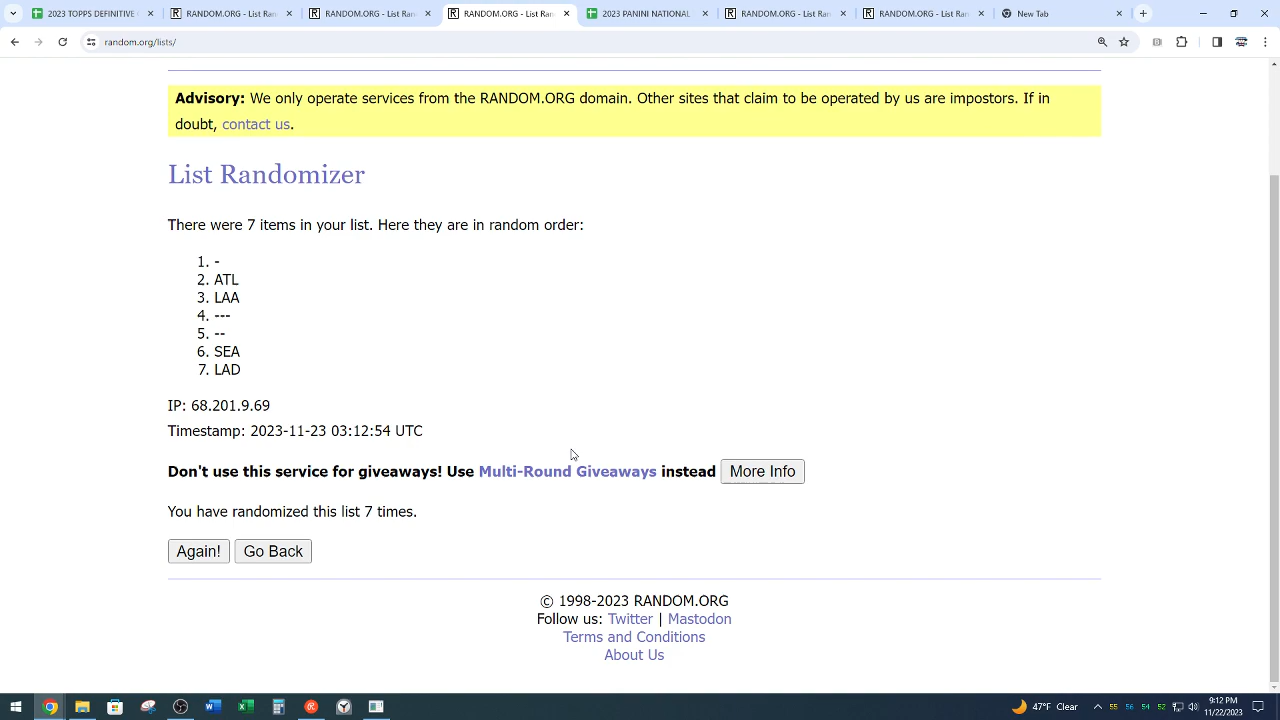 2023 TOPPS DEFINITIVE
RANDOM.ORG - List Ran
RANDOM.ORG - List Ran
RANDOM.ORG - List Ran
2023 PANINI NATIONAL
RANDOM.ORG - List Ran
RANDOM.ORG - List Ran
New Tab
random.org/lists/
Advisory: We only operate services from the RANDOM.ORG domain. Other sites that claim to be operated by us are impostors. If in
doubt, contact us.
List Randomizer
There were 7 items in your list. Here they are in random order:
1. -
2. ATL
3. LAA
4. ---
5. --
6. SEA
7. LAD
IP: 68.201.9.69
Timestamp: 2023-11-23 03:12:54 UTC
Don't use this service for giveaways! Use Multi-Round Giveaways instead More Info
You have randomized this list 7 times.
Again! Go Back
© 1998-2023 RANDOM.ORG
Follow us: Twitter | Mastodon
Terms and Conditions
About Us
47°F Clear
55 56 54 52
9:12 PM
11/22/2023